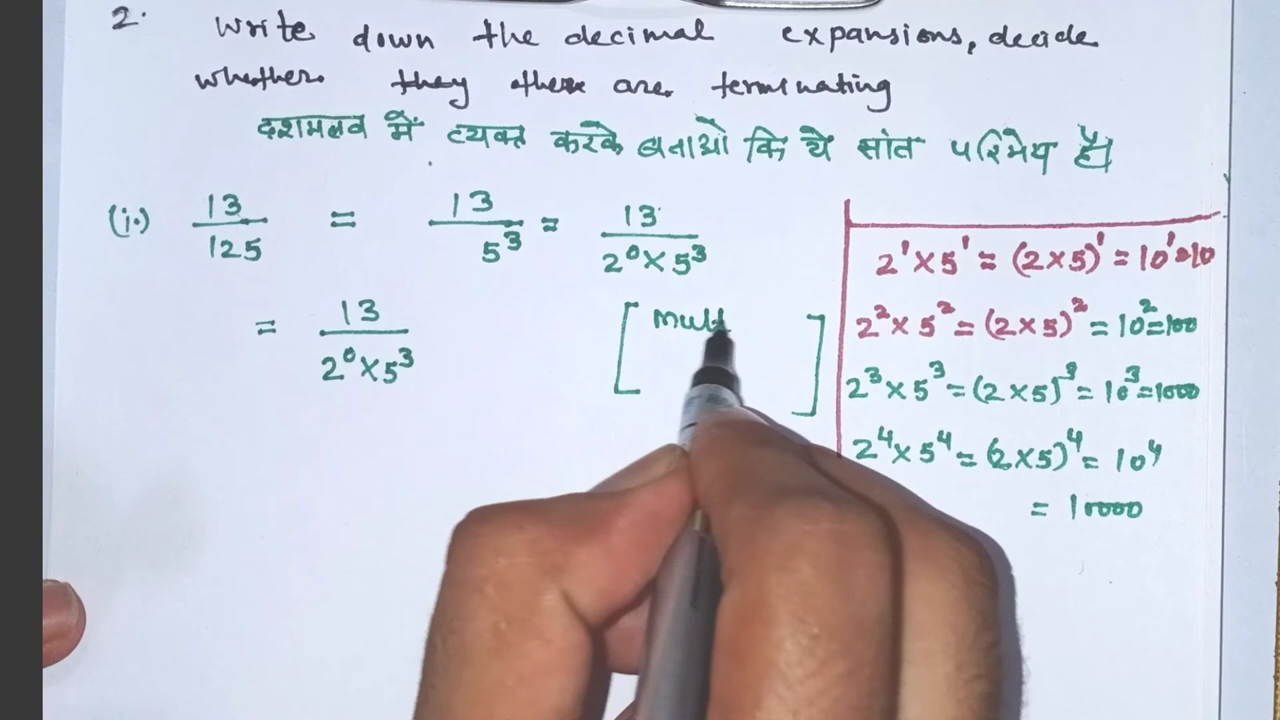 2. Write down the decimal expansions, decide
whether they these are terminating
दशमलव में व्यक्त करके बताओ कि ये सांत परिमेय हैं।
(i.) 13/125 = 13/5³ = 13/2⁰×5³
= 13/2⁰×5³ [ Mult ]
2¹×5¹ = (2×5)¹ = 10¹=10
2²×5² = (2×5)² = 10²=100
2³×5³ = (2×5)³ = 10³=1000
2⁴×5⁴ = (2×5)⁴ = 10⁴
= 10000